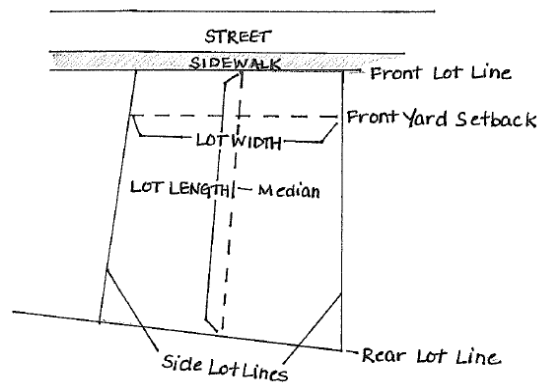 STREET
SIDEWALK
Front Lot Line
Front Yard Setback
LOT WIDTH
LOT LENGTH
Median
Rear Lot Line
Side Lot Lines